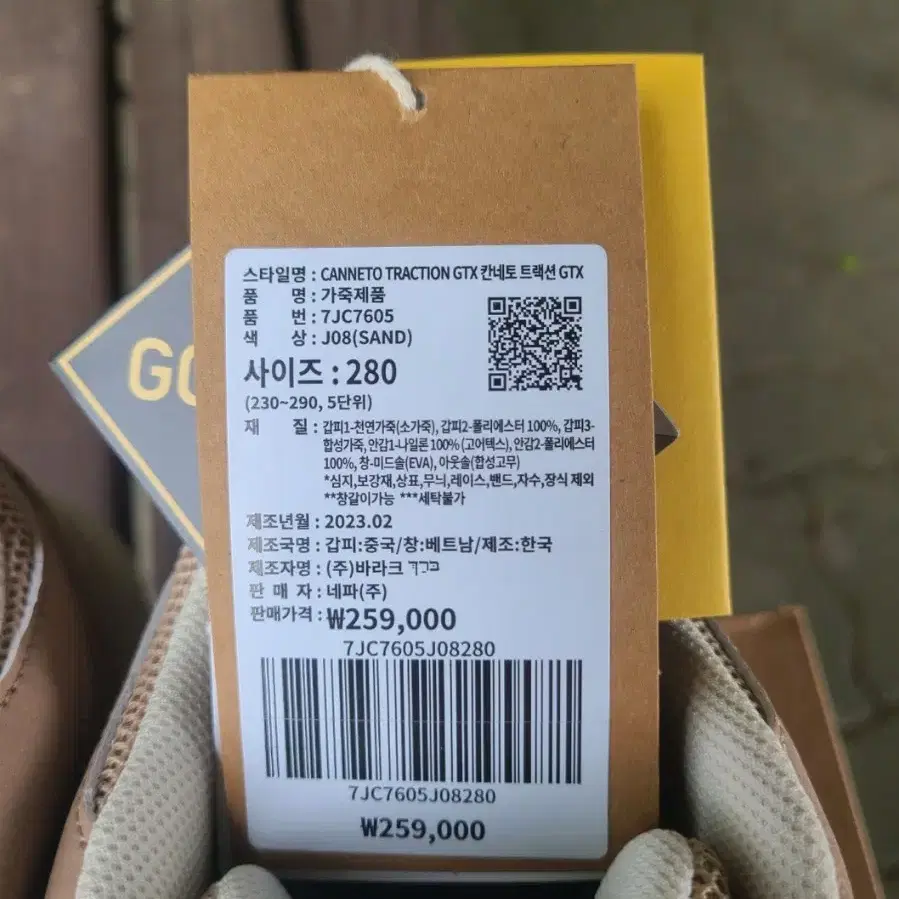 스타일명 : CANNETO TRACTION GTX 칸네토 트랙션 GTX
품 명 : 가죽제품
품 번 : 7JC7605
색 상 : J08(SAND)
사이즈 : 280
(230~290, 5단위)
재 질 : 갑피1-천연가죽(소가죽), 갑피2-폴리에스터 100%, 갑피3-
합성가죽, 안감1-나일론 100% (고어텍스), 안감2-폴리에스터
100%, 창-미드솔(EVA), 아웃솔(합성고무)
*심지,보강재,상표,무늬,레이스,밴드,자수,장식 제외
**창갈이가능 ***세탁불가
제조년월 : 2023.02
제조국명 : 갑피:중국/창:베트남/제조:한국
제조자명 : (주)바라크 ברך
판 매 자 : 네파(주)
판매가격 : ₩259,000
7JC7605J08280
7JC7605J08280
₩259,000
GO